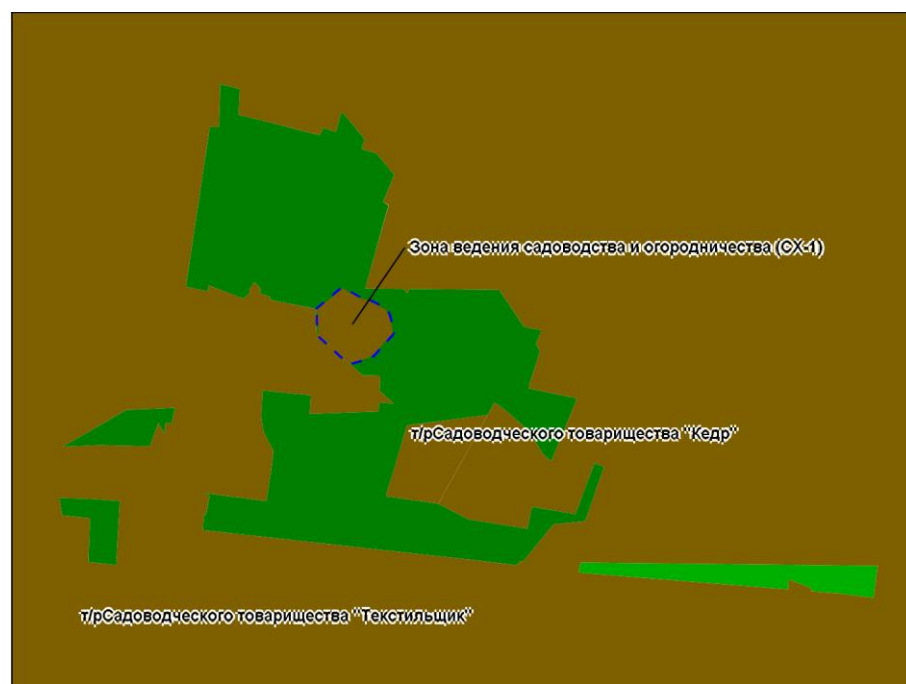 Зона ведения садоводства и огородничества (СХ-1)
т/рСадоводческого товарищества "Кедр"
т/рСадоводческого товарищества "Текстильщик"